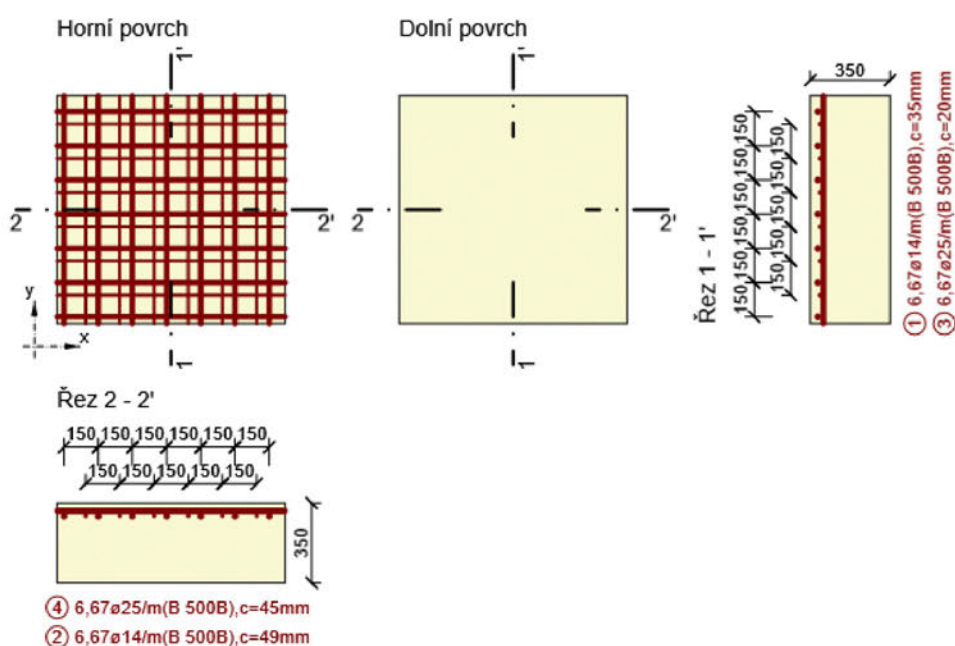 Horní povrch
Dolní povrch
1'
1'
350
2
2'
2
2'
y
x
1
1
150 150 150 150 150 150
150 150 150 150 150
Řez 1 - 1'
① 6,67ø14/m(B 500B),c=35mm
③ 6,67ø25/m(B 500B),c=20mm
Řez 2 - 2'
150 150 150 150 150 150
150 150 150 150 150
350
④ 6,67ø25/m(B 500B),c=45mm
② 6,67ø14/m(B 500B),c=49mm